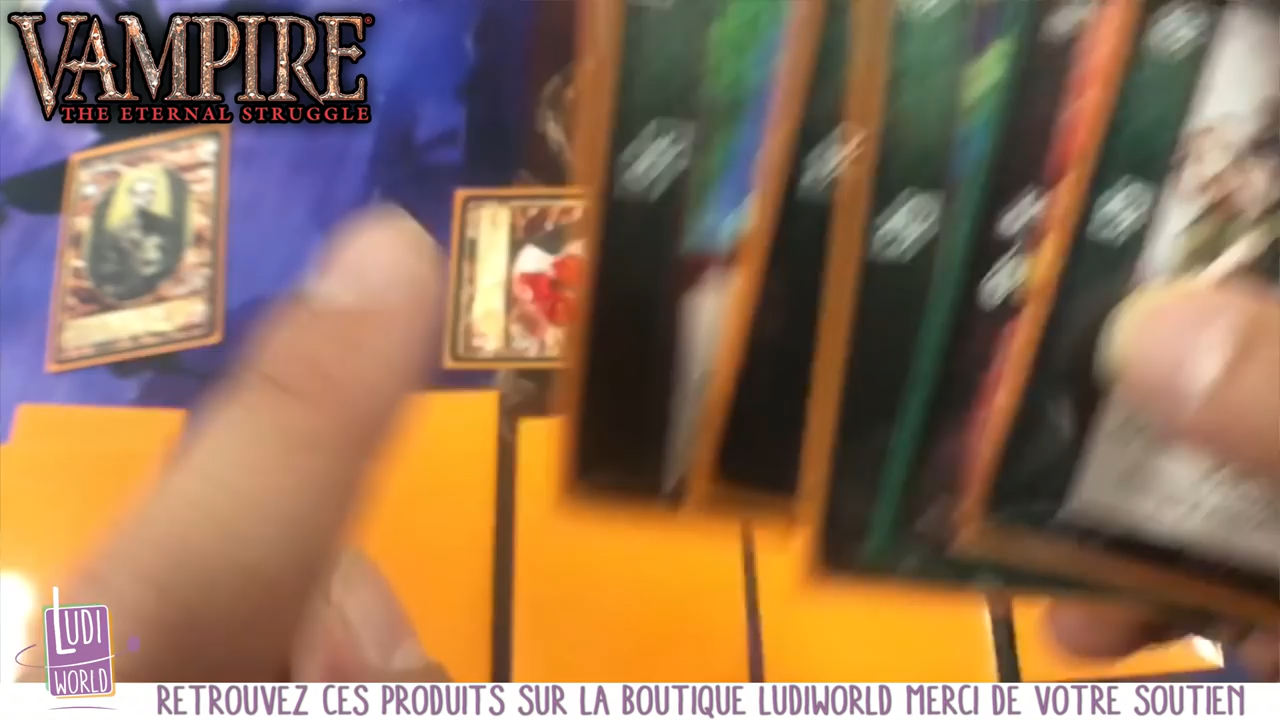 VAMPIRE
THE ETERNAL STRUGGLE
LUDI
WORLD
RETROUVEZ CES PRODUITS SUR LA BOUTIQUE LUDIWORLD MERCI DE VOTRE SOUTIEN